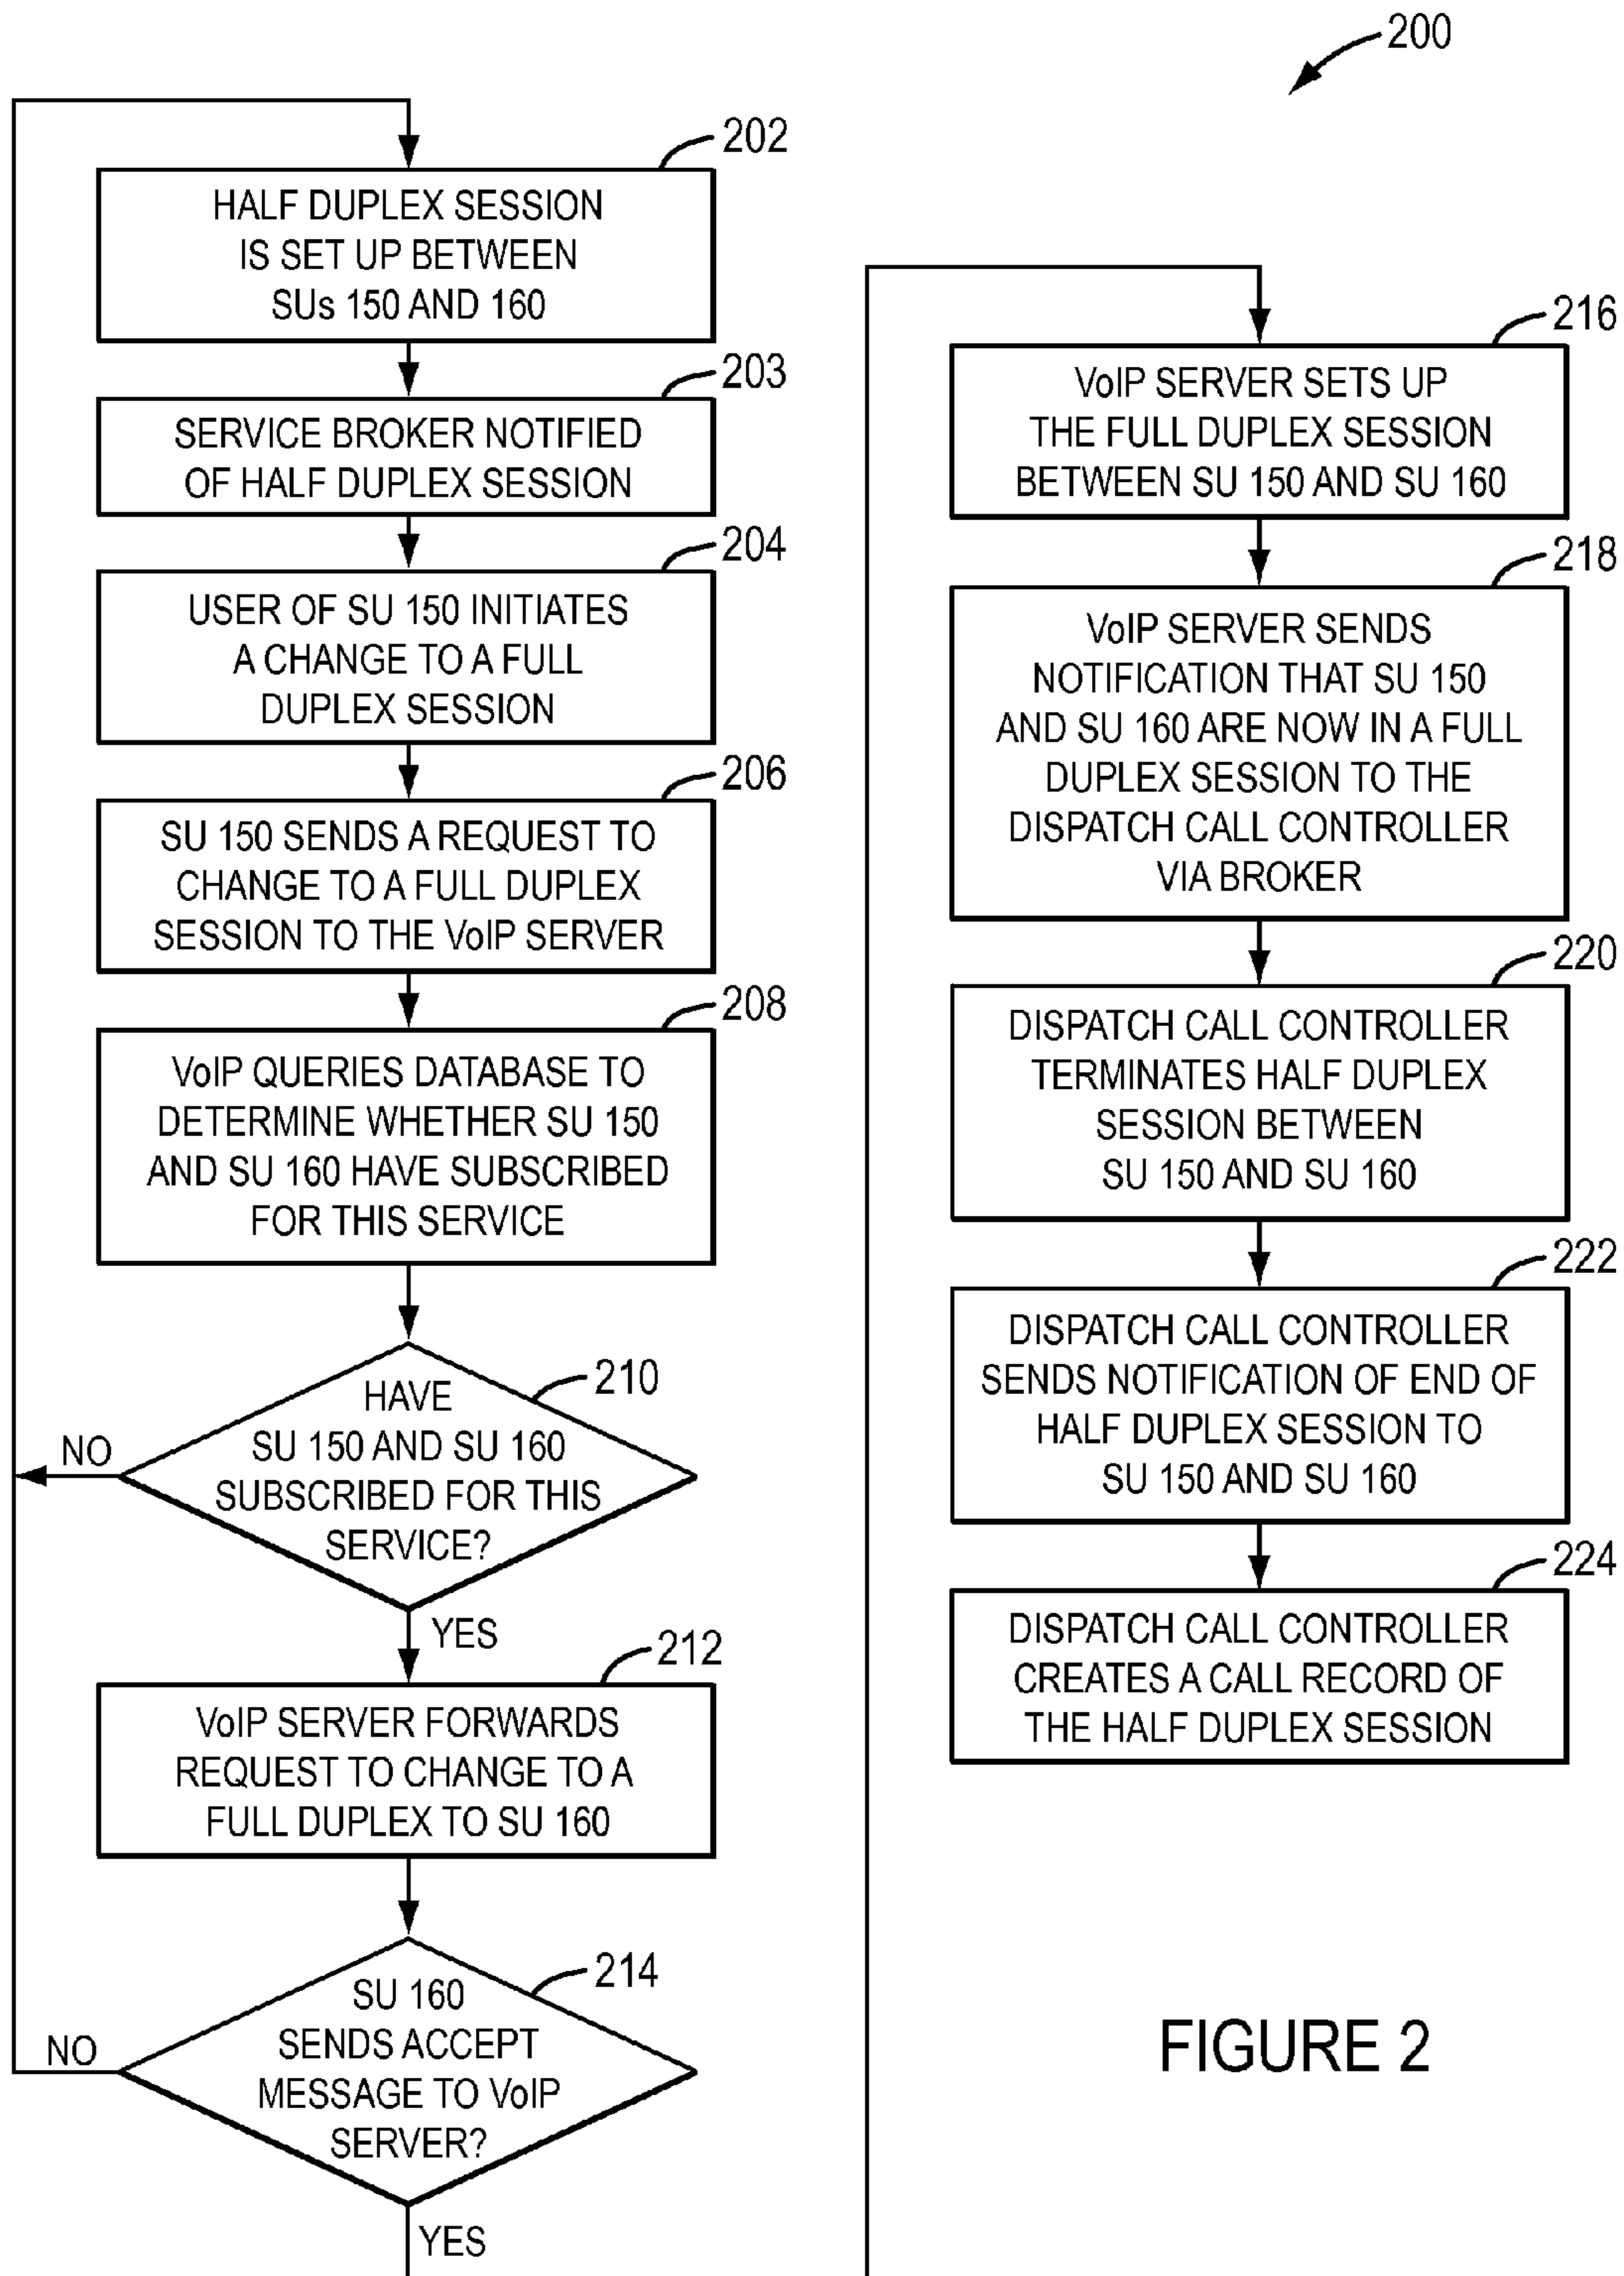 200
202
HALF DUPLEX SESSION
IS SET UP BETWEEN
SUs 150 AND 160
203
SERVICE BROKER NOTIFIED
OF HALF DUPLEX SESSION
204
USER OF SU 150 INITIATES
A CHANGE TO A FULL
DUPLEX SESSION
206
SU 150 SENDS A REQUEST TO
CHANGE TO A FULL DUPLEX
SESSION TO THE VoIP SERVER
208
VoIP QUERIES DATABASE TO
DETERMINE WHETHER SU 150
AND SU 160 HAVE SUBSCRIBED
FOR THIS SERVICE
210
HAVE
SU 150 AND SU 160
SUBSCRIBED FOR THIS
SERVICE?
NO
YES
212
VoIP SERVER FORWARDS
REQUEST TO CHANGE TO A
FULL DUPLEX TO SU 160
214
SU 160
SENDS ACCEPT
MESSAGE TO VoIP
SERVER?
NO
YES
216
VoIP SERVER SETS UP
THE FULL DUPLEX SESSION
BETWEEN SU 150 AND SU 160
218
VoIP SERVER SENDS
NOTIFICATION THAT SU 150
AND SU 160 ARE NOW IN A FULL
DUPLEX SESSION TO THE
DISPATCH CALL CONTROLLER
VIA BROKER
220
DISPATCH CALL CONTROLLER
TERMINATES HALF DUPLEX
SESSION BETWEEN
SU 150 AND SU 160
222
DISPATCH CALL CONTROLLER
SENDS NOTIFICATION OF END OF
HALF DUPLEX SESSION TO
SU 150 AND SU 160
224
DISPATCH CALL CONTROLLER
CREATES A CALL RECORD OF
THE HALF DUPLEX SESSION
FIGURE 2